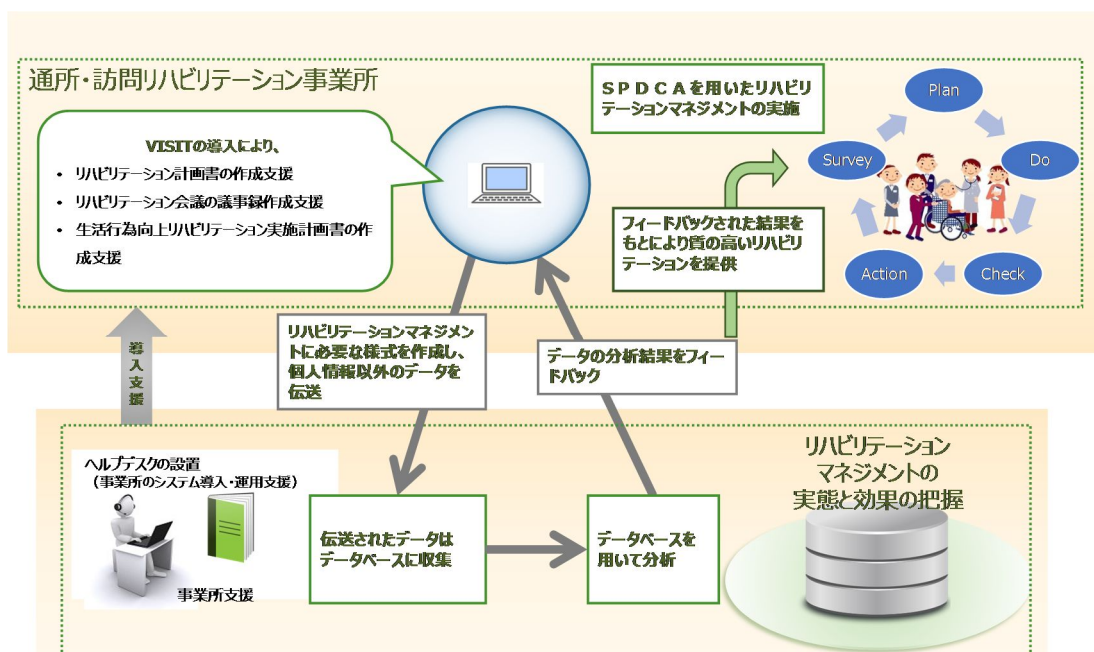 通所・訪問リハビリテーション事業所
VISITの導入により、
• リハビリテーション計画書の作成支援
• リハビリテーション会議の議事録作成支援
• 生活行為向上リハビリテーション実施計画書の作
成支援
ＳＰＤＣＡを用いたリハビリ
テーションマネジメントの実施
Plan
Do
Check
Action
Survey
フィードバックされた結果を
もとにより質の高いリハビリ
テーションを提供
導入支援
リハビリテーションマネジメン
トに必要な様式を作成し、
個人情報以外のデータを
伝送
データの分析結果をフィー
ドバック
ヘルプデスクの設置
（事業所のシステム導入・運用支援）
事業所支援
伝送されたデータは
データベースに収集
データベースを
用いて分析
リハビリテーション
マネジメントの
実態と効果の把握